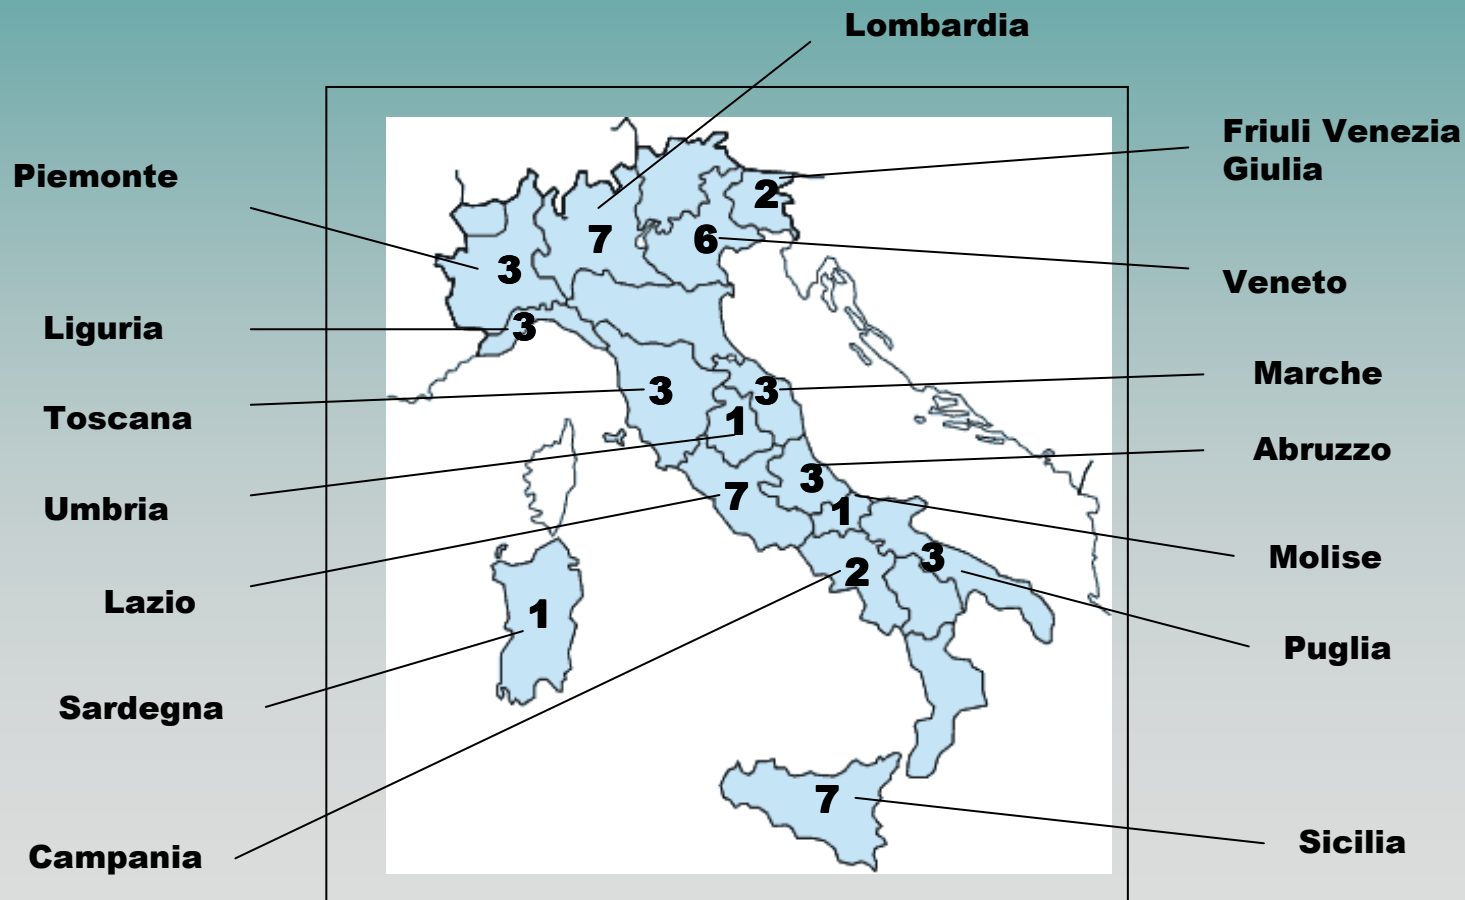 Lombardia
Friuli Venezia
Giulia
Piemonte
2
7
6
3
Veneto
Liguria
3
Marche
3
3
Toscana
1
Abruzzo
3
7
Umbria
1
Molise
3
2
Lazio
1
Puglia
Sardegna
7
Sicilia
Campania